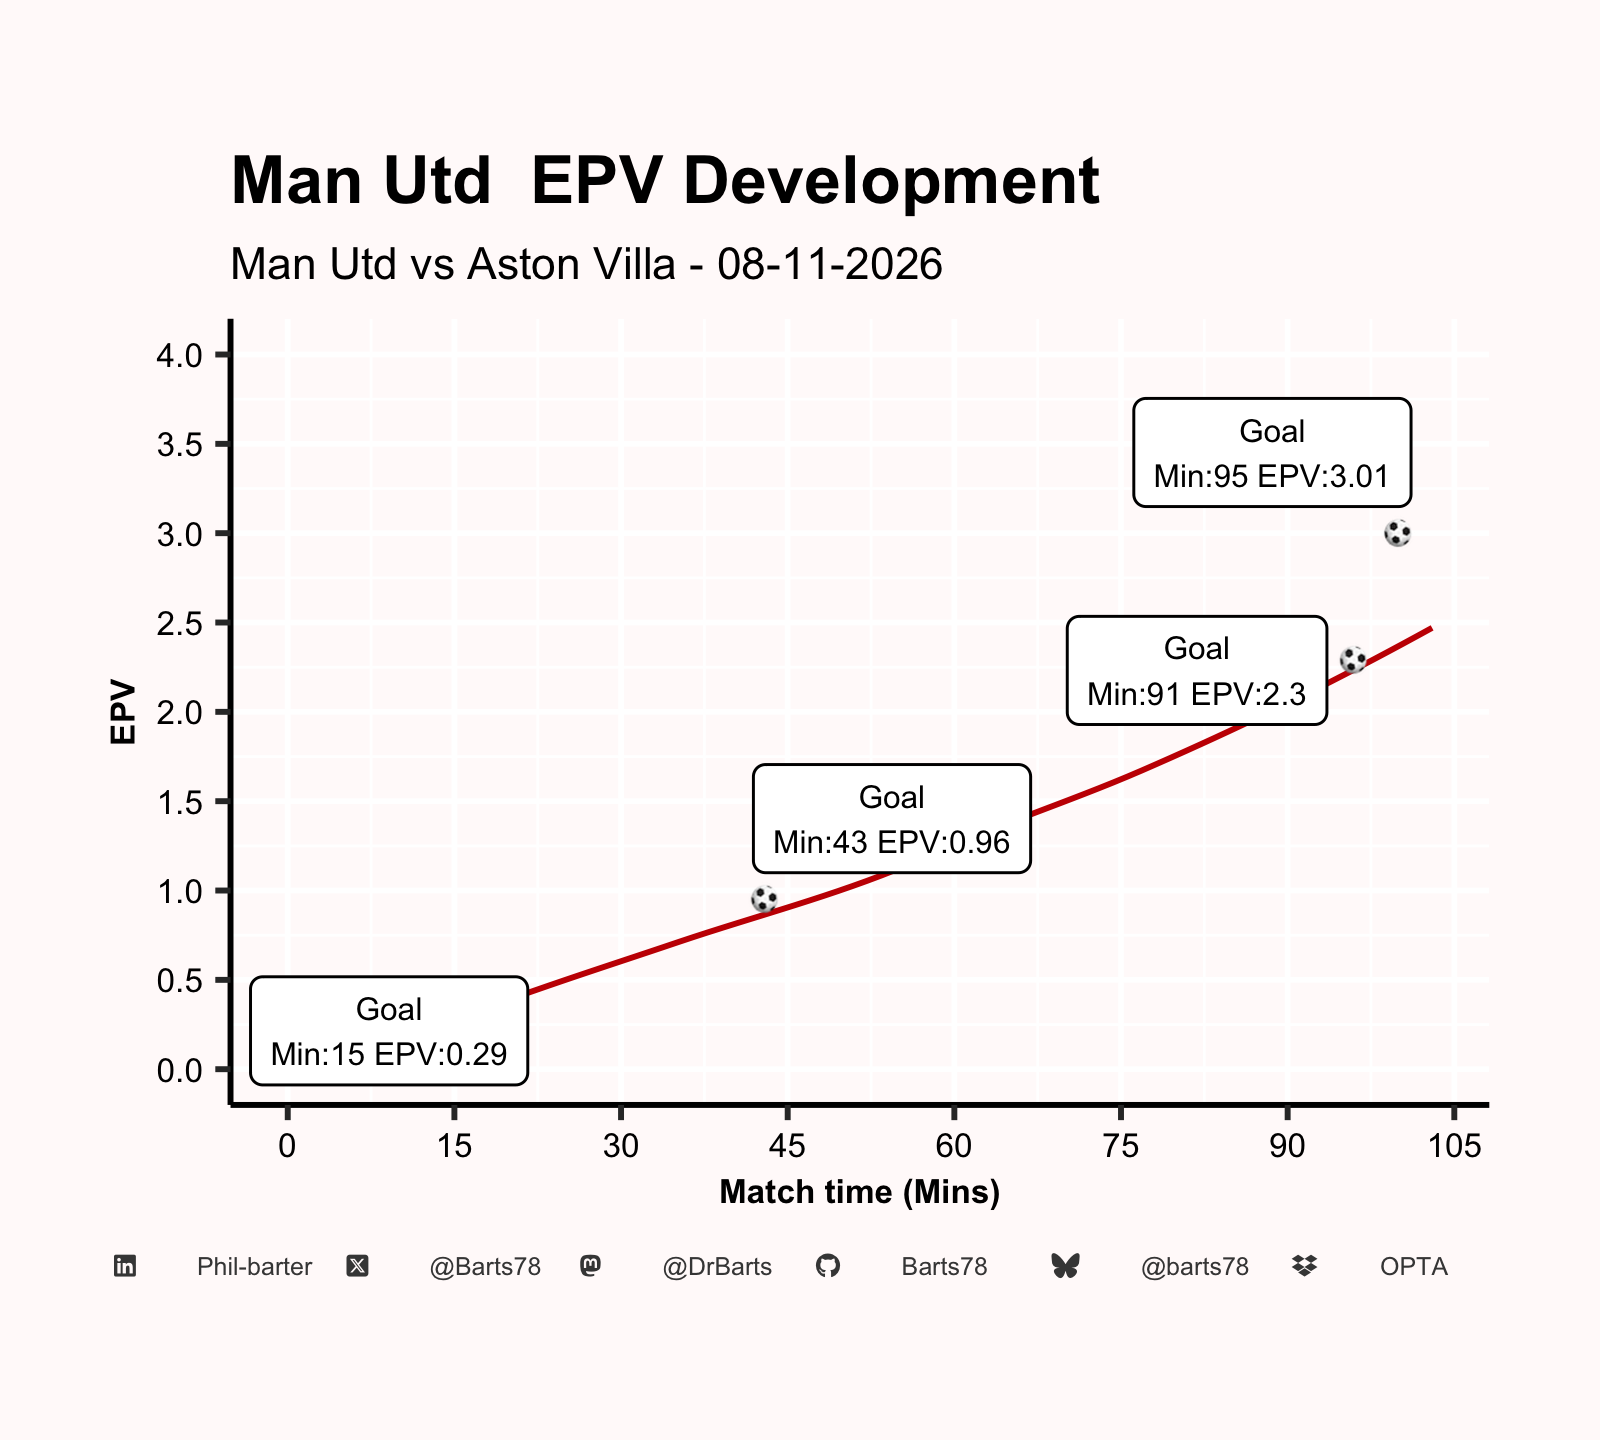 Man Utd  EPV Development
Man Utd vs Aston Villa - 08-11-2026
4.0
3.5
3.0
2.5
2.0
1.5
1.0
0.5
0.0
EPV
Goal
Min:95 EPV:3.01
Goal
Min:91 EPV:2.3
Goal
Min:43 EPV:0.96
Goal
Min:15 EPV:0.29
0 15 30 45 60 75 90 105
Match time (Mins)
Phil-barter @Barts78 @DrBarts Barts78 @barts78 OPTA